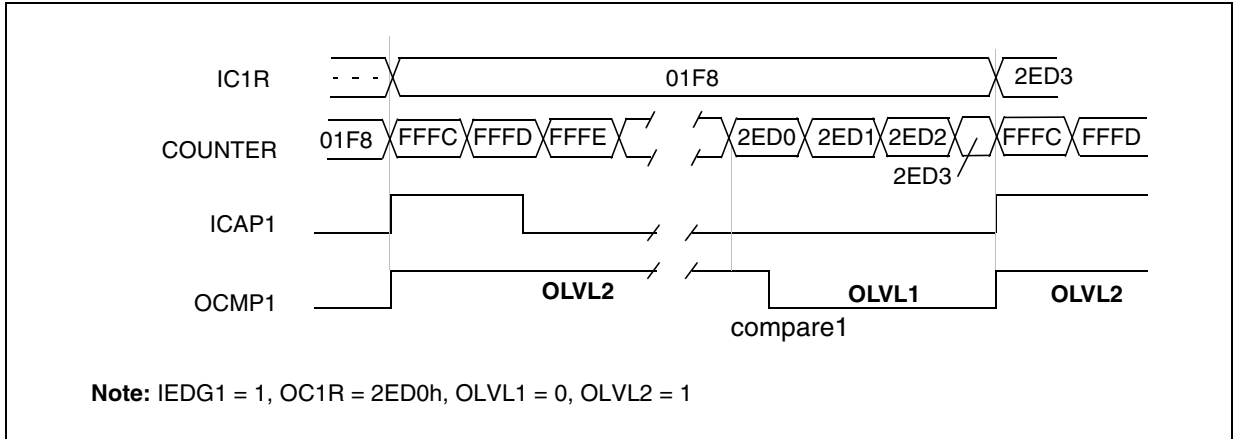 IC1R - - - 01F8 2ED3
COUNTER 01F8 FFFC FFFD FFFE 2ED0 2ED1 2ED2 FFFC FFFD
2ED3
ICAP1
OCMP1 OLVL2 OLVL1 OLVL2
compare1
Note: IEDG1 = 1, OC1R = 2ED0h, OLVL1 = 0, OLVL2 = 1